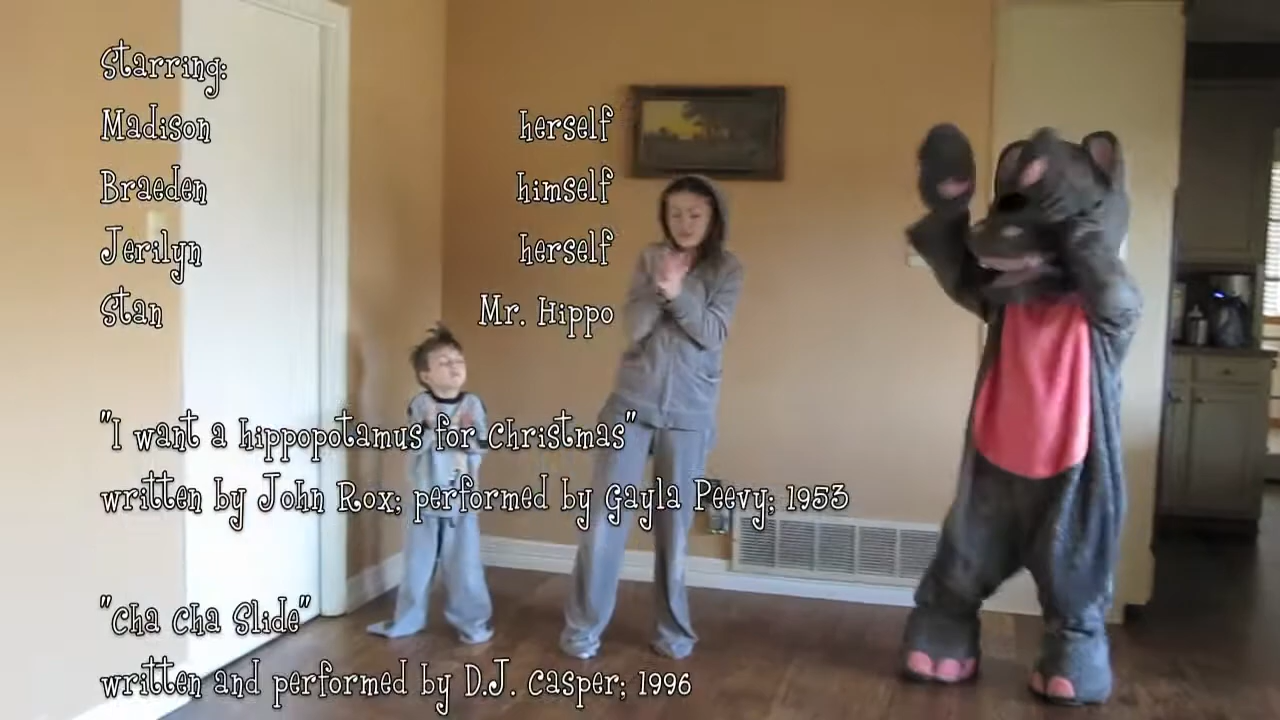 Starring:
Madison herself
Braeden himself
Jerilyn herself
Stan Mr. Hippo
"I want a hippopotamus for Christmas"
written by John Rox; performed by Gayla Peevy; 1953
"Cha Cha Slide"
written and performed by D.J. Casper; 1996